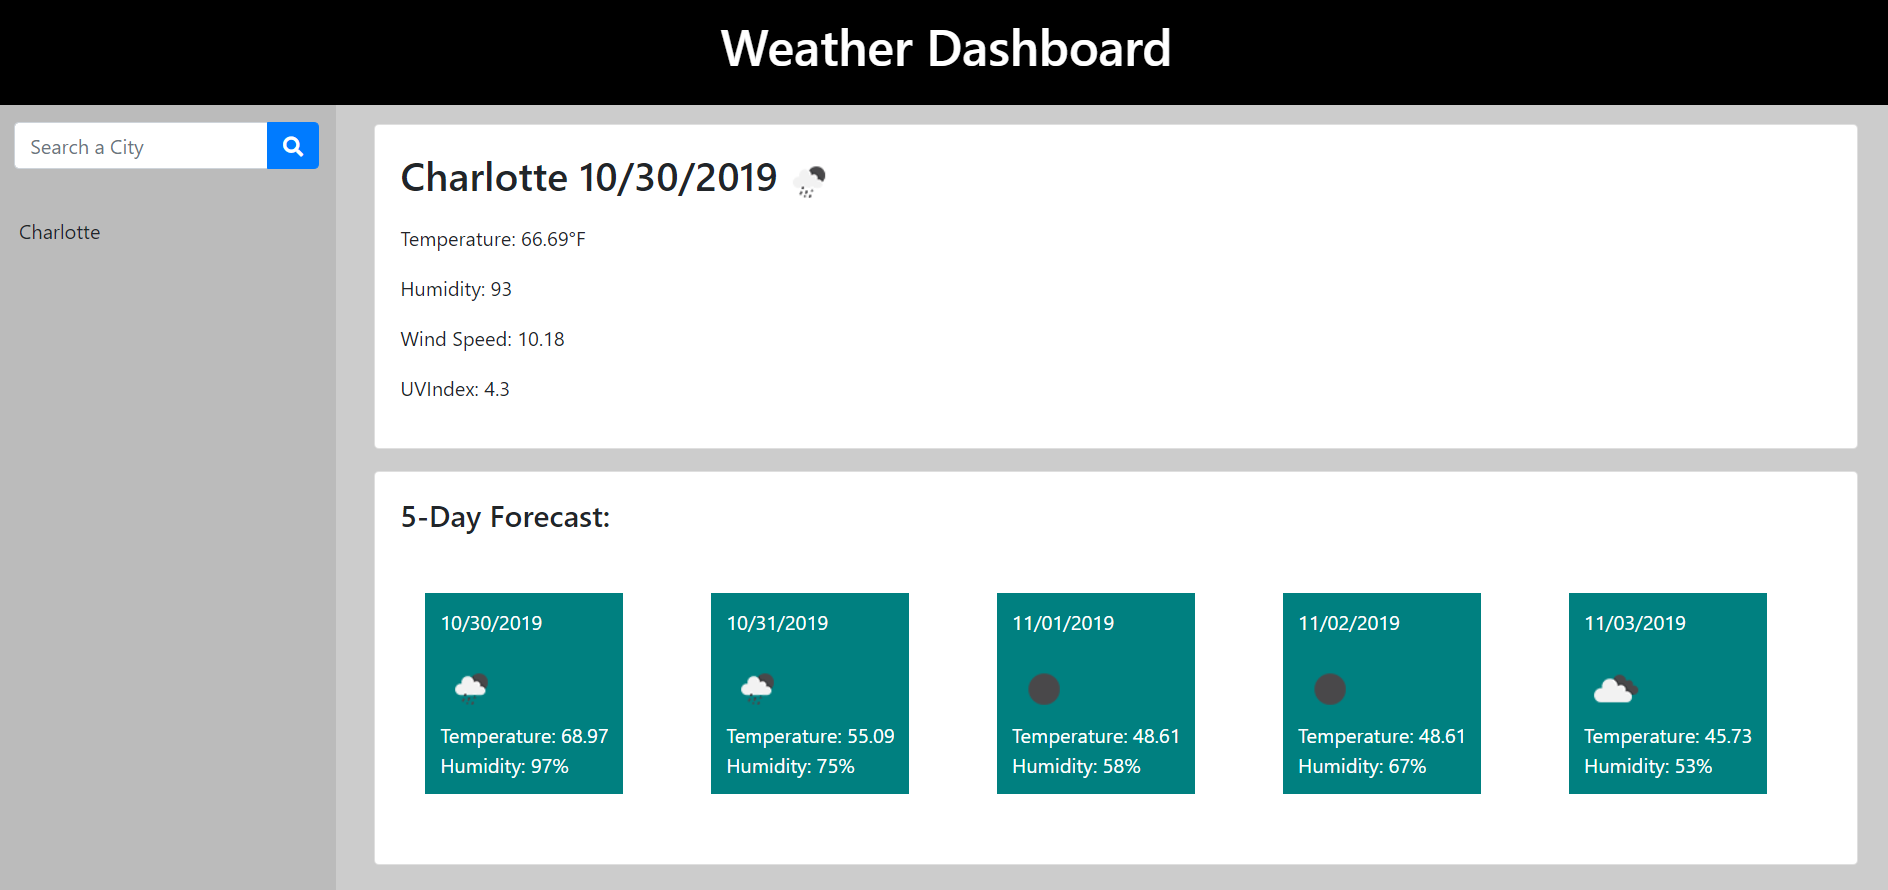 Weather Dashboard
Search a City
Charlotte
Charlotte 10/30/2019
Temperature: 66.69°F
Humidity: 93
Wind Speed: 10.18
UVIndex: 4.3
5-Day Forecast:
10/30/2019
Temperature: 68.97
Humidity: 97%
10/31/2019
Temperature: 55.09
Humidity: 75%
11/01/2019
Temperature: 48.61
Humidity: 58%
11/02/2019
Temperature: 48.61
Humidity: 67%
11/03/2019
Temperature: 45.73
Humidity: 53%